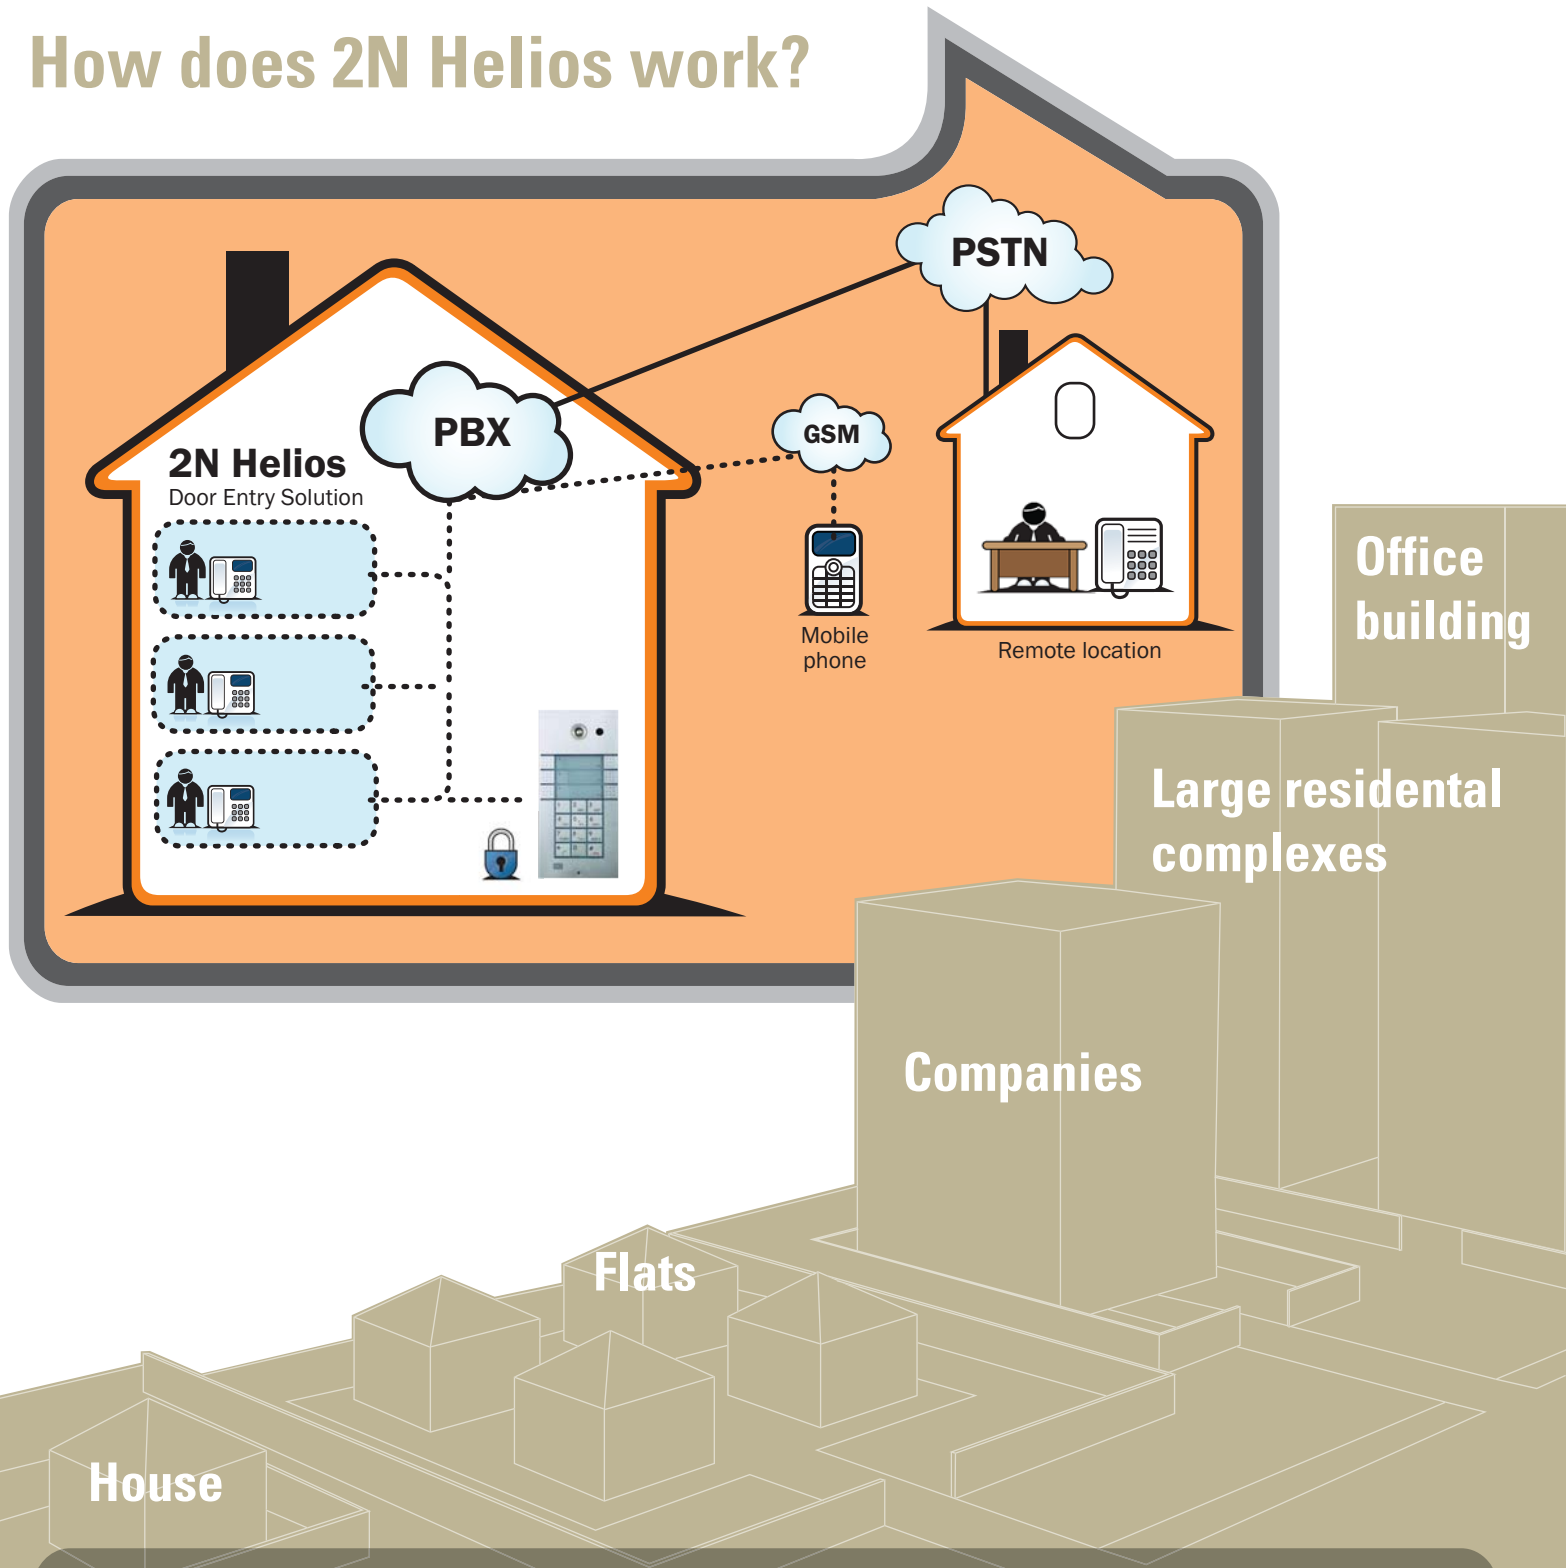 How does 2N Helios work?
PSTN
PBX
GSM
2N Helios
Door Entry Solution
Mobile
phone
Remote location
Office
building
Large residental
complexes
Companies
Flats
House